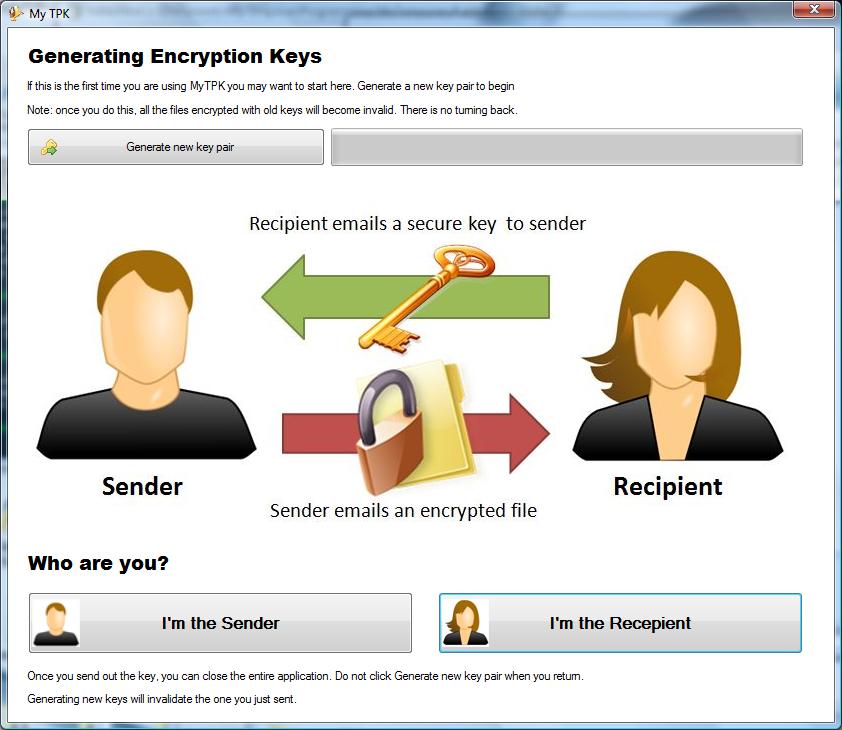 My TPK
Generating Encryption Keys
If this is the first time you are using MyTPK you may want to start here. Generate a new key pair to begin
Note: once you do this, all the files encrypted with old keys will become invalid. There is no turning back.
Generate new key pair
Recipient emails a secure key  to sender
Sender
Recipient
Sender emails an encrypted file
Who are you?
I'm the Sender
I'm the Recepient
Once you send out the key, you can close the entire application. Do not click Generate new key pair when you return.
Generating new keys will invalidate the one you just sent.